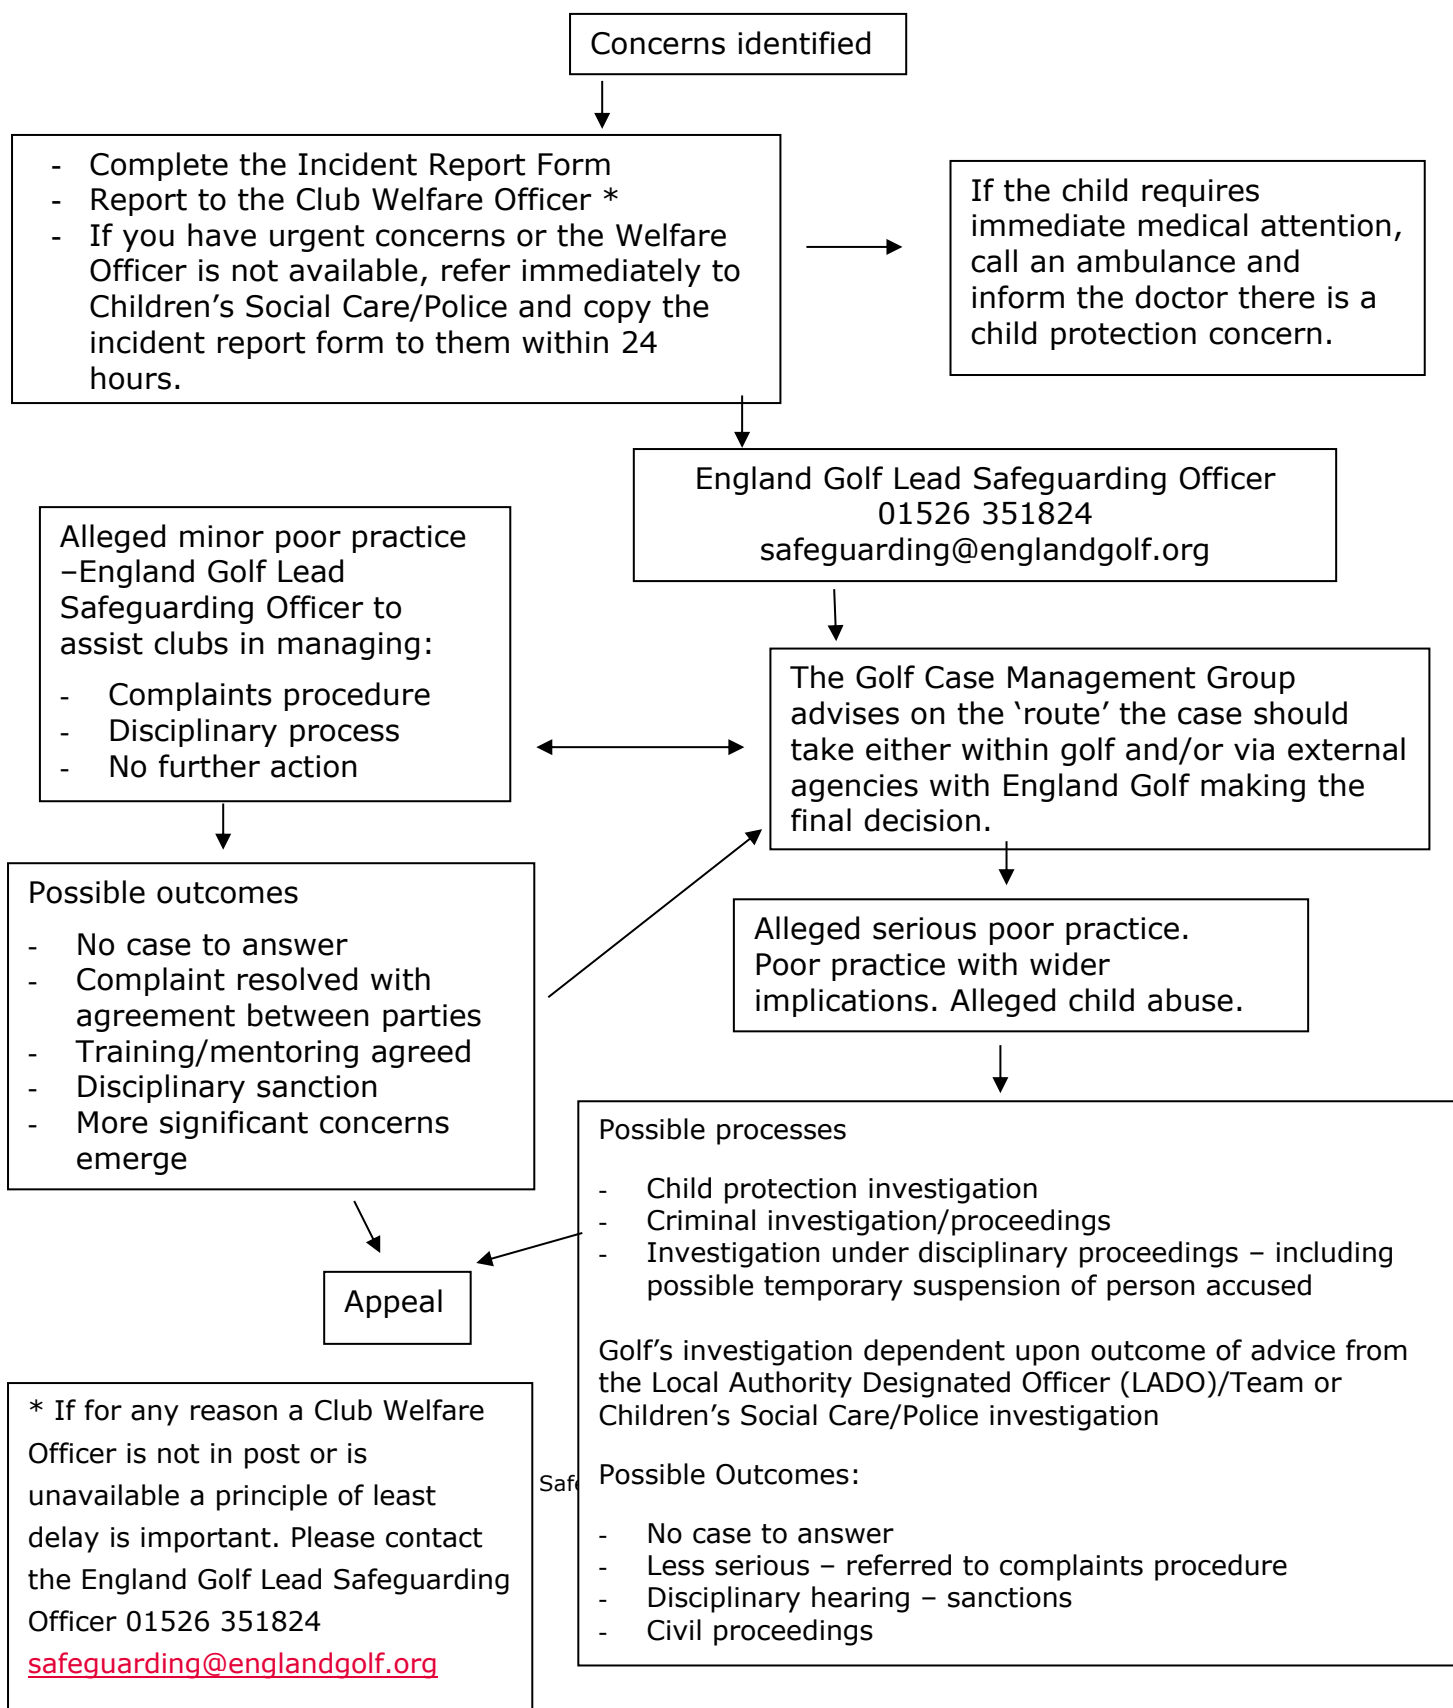 Concerns identified
- Complete the Incident Report Form
- Report to the Club Welfare Officer *
- If you have urgent concerns or the Welfare
Officer is not available, refer immediately to
Children’s Social Care/Police and copy the
incident report form to them within 24
hours.
If the child requires
immediate medical attention,
call an ambulance and
inform the doctor there is a
child protection concern.
England Golf Lead Safeguarding Officer
01526 351824
safeguarding@englandgolf.org
Alleged minor poor practice
–England Golf Lead
Safeguarding Officer to
assist clubs in managing:
- Complaints procedure
- Disciplinary process
- No further action
The Golf Case Management Group
advises on the ‘route’ the case should
take either within golf and/or via external
agencies with England Golf making the
final decision.
Possible outcomes
- No case to answer
- Complaint resolved with
agreement between parties
- Training/mentoring agreed
- Disciplinary sanction
- More significant concerns
emerge
Alleged serious poor practice.
Poor practice with wider
implications. Alleged child abuse.
Possible processes
- Child protection investigation
- Criminal investigation/proceedings
- Investigation under disciplinary proceedings – including
possible temporary suspension of person accused
Golf’s investigation dependent upon outcome of advice from
the Local Authority Designated Officer (LADO)/Team or
Children’s Social Care/Police investigation
Possible Outcomes:
- No case to answer
- Less serious – referred to complaints procedure
- Disciplinary hearing – sanctions
- Civil proceedings
Appeal
* If for any reason a Club Welfare
Officer is not in post or is
unavailable a principle of least
delay is important. Please contact
the England Golf Lead Safeguarding
Officer 01526 351824
safeguarding@englandgolf.org